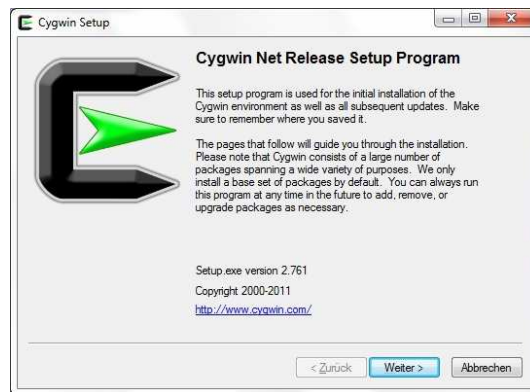 Cygwin Setup
Cygwin Net Release Setup Program
This setup program is used for the initial installation of the
Cygwin environment as well as all subsequent updates. Make
sure to remember where you saved it.
The pages that follow will guide you through the installation.
Please note that Cygwin consists of a large number of
packages spanning a wide variety of purposes. We only
install a base set of packages by default. You can always run
this program at any time in the future to add, remove, or
upgrade packages as necessary.
Setup.exe version 2.761
Copyright 2000-2011
http://www.cygwin.com/
< Zurück
Weiter >
Abbrechen